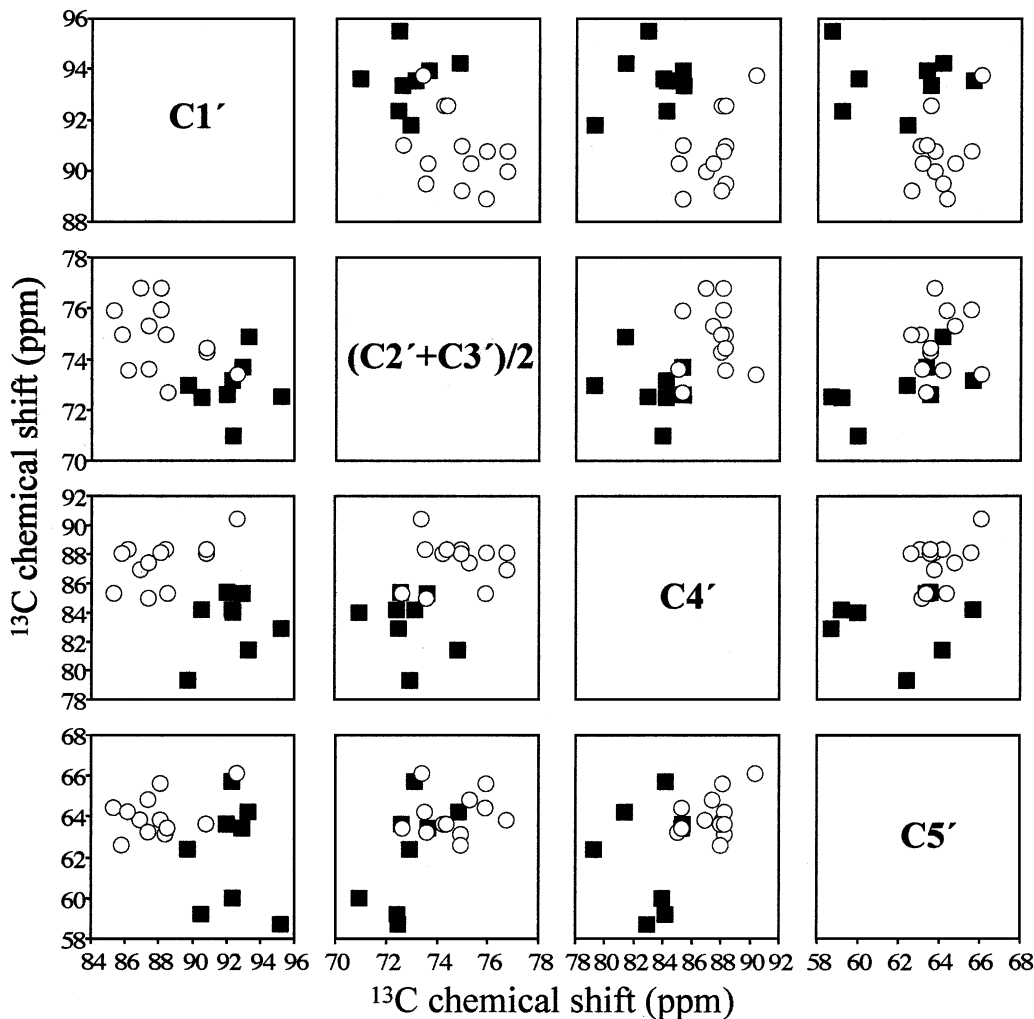 96
94
92
90
88
C1´
78
76
74
72
70
(C2´+C3´)/2
92
90
88
86
84
82
80
78
C4´
68
66
64
62
60
58
C5´
¹³C chemical shift (ppm)
84 86 88 90 92 94 96
70 72 74 76 78
78 80 82 84 86 88 90 92
58 60 62 64 66 68
¹³C chemical shift (ppm)